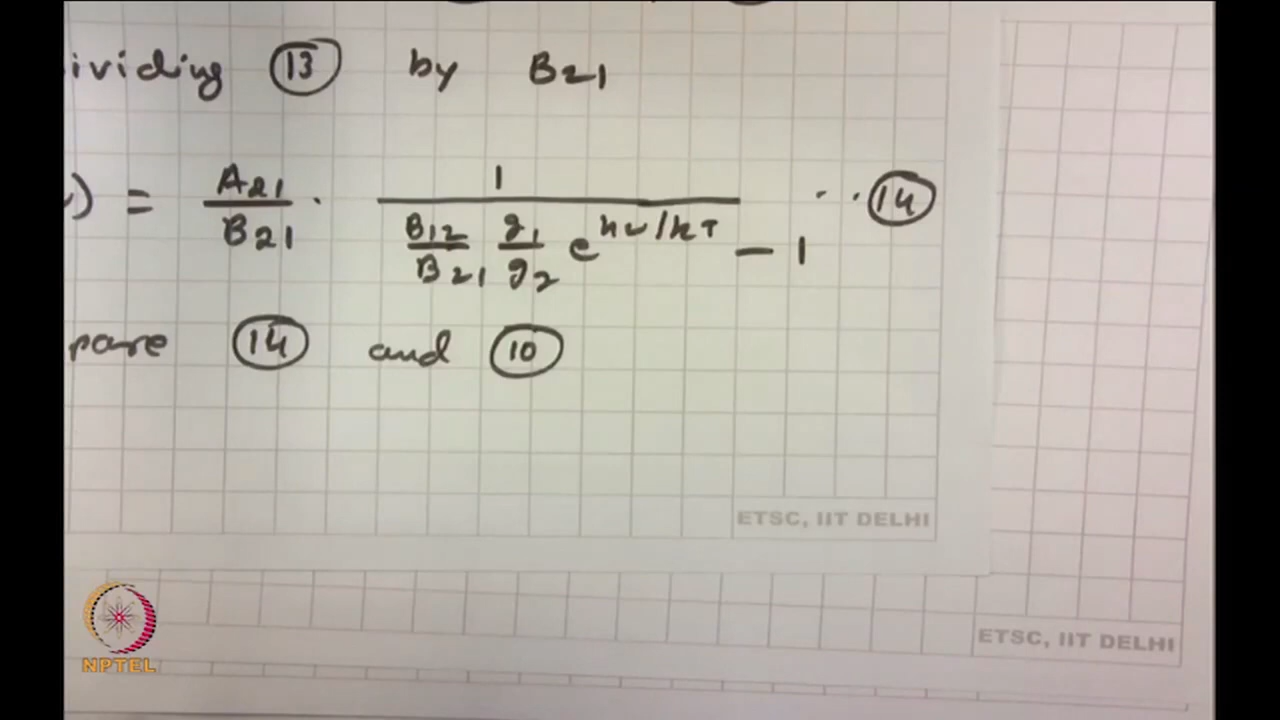 ividing 13 by B21
) = A21/B21 · 1 / (B12/B21 g1/g2 e^hν/kT - 1) ·· 14
pare 14 and 10
ETSC, IIT DELHI
ETSC, IIT DELHI
NPTEL